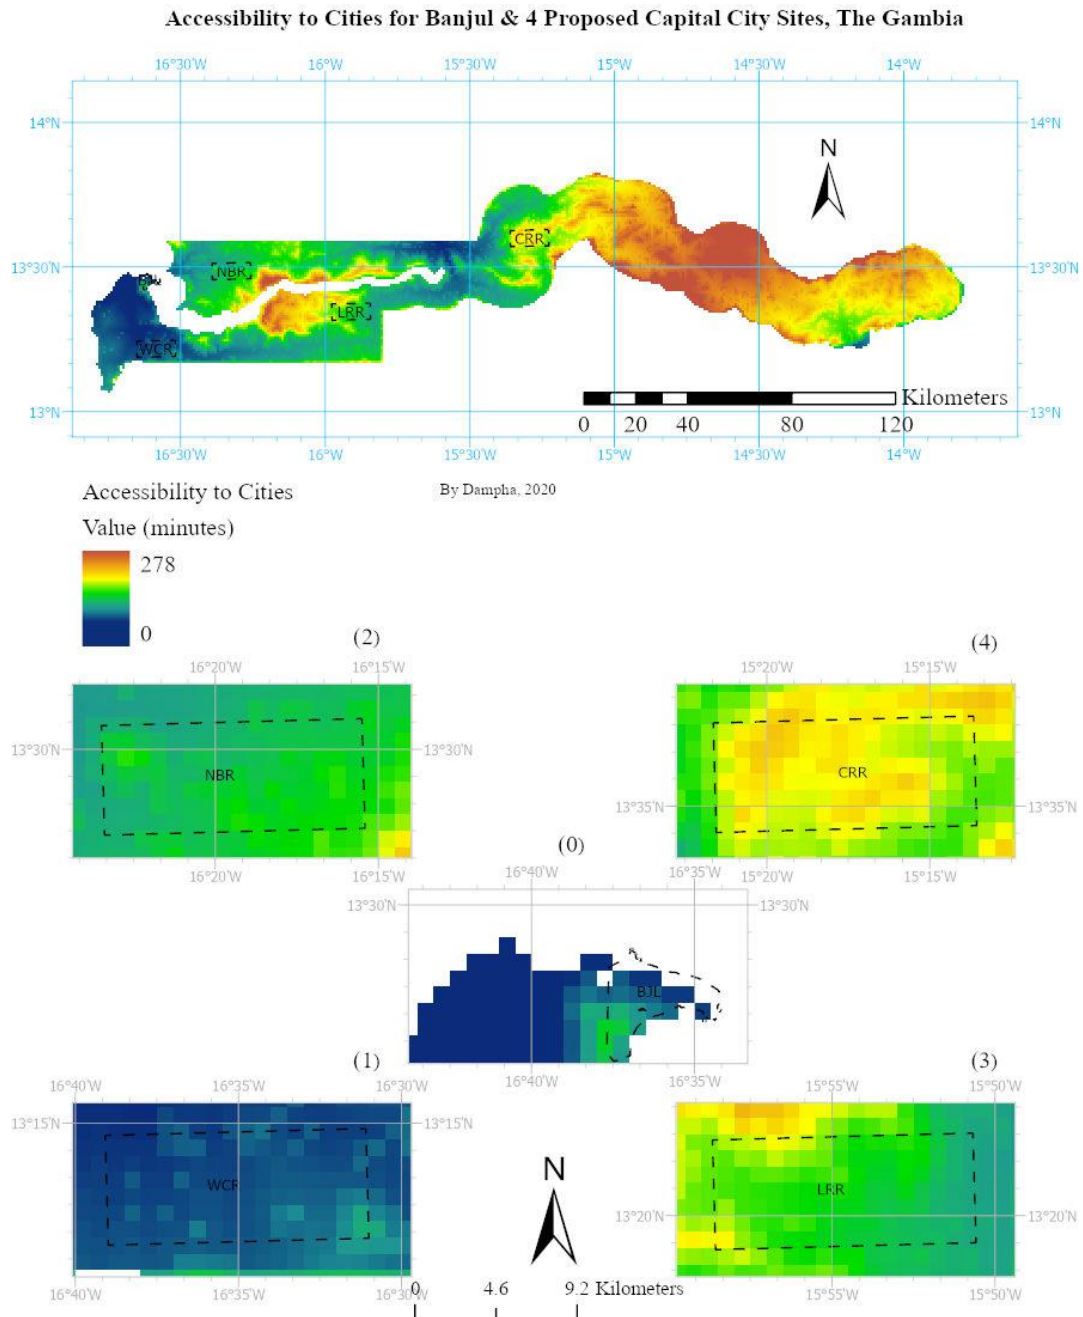 Accessibility to Cities for Banjul & 4 Proposed Capital City Sites, The Gambia
16°30'W 16°W 15°30'W 15°W 14°30'W 14°W
14°N 14°N
N
CRR
13°30'N NBR 13°30'N
BJL
LRR
WCR
Kilometers
13°N 13°N
0 20 40 80 120
16°30'W 16°W 15°30'W 15°W 14°30'W 14°W
Accessibility to Cities
By Dampha, 2020
Value (minutes)
278
0
(2) (4)
16°20'W 16°15'W 15°20'W 15°15'W
13°30'N NBR 13°30'N
CRR
13°35'N 13°35'N
(0)
16°20'W 16°15'W 16°40'W 16°35'W 15°20'W 15°15'W
13°30'N 13°30'N
BJL
(1) 16°40'W 16°35'W (3)
16°40'W 16°35'W 16°30'W 15°55'W 15°50'W
13°15'N 13°15'N
N
WCR LRR
13°20'N 13°20'N
16°40'W 16°35'W 16°30'W 0 4.6 9.2 Kilometers 15°55'W 15°50'W